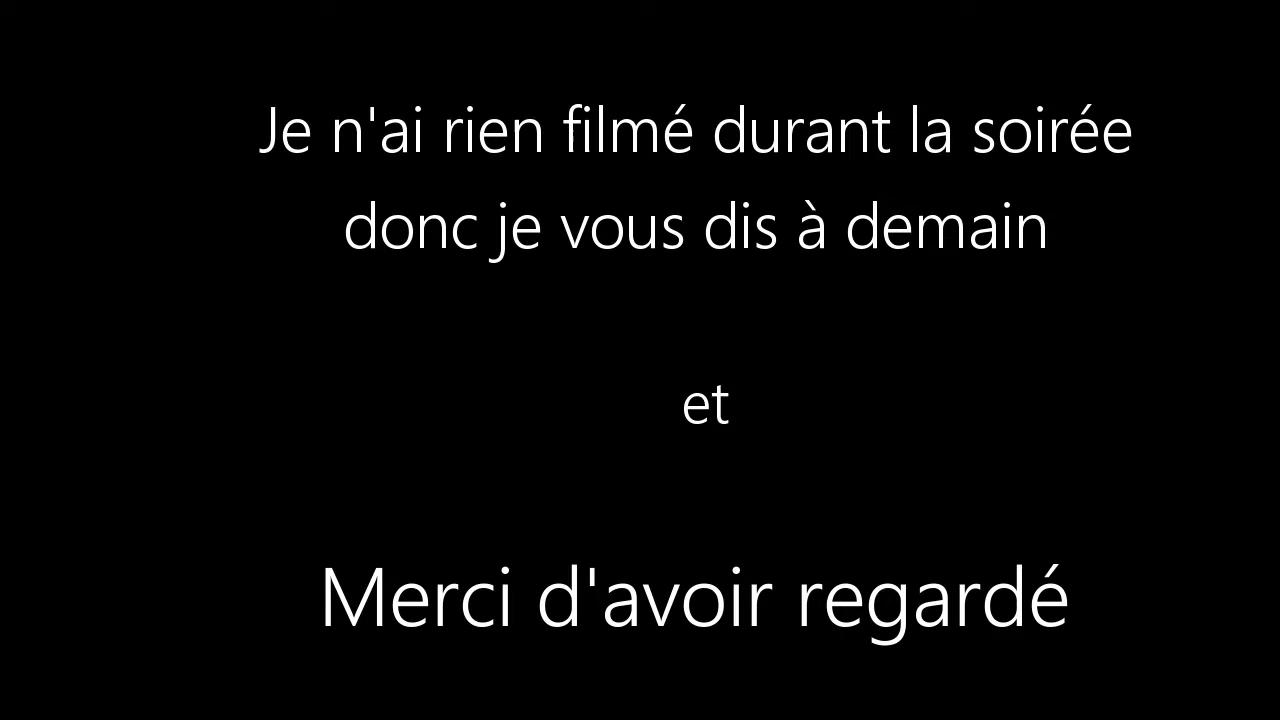 Je n'ai rien filmé durant la soirée
donc je vous dis à demain
et
Merci d'avoir regardé